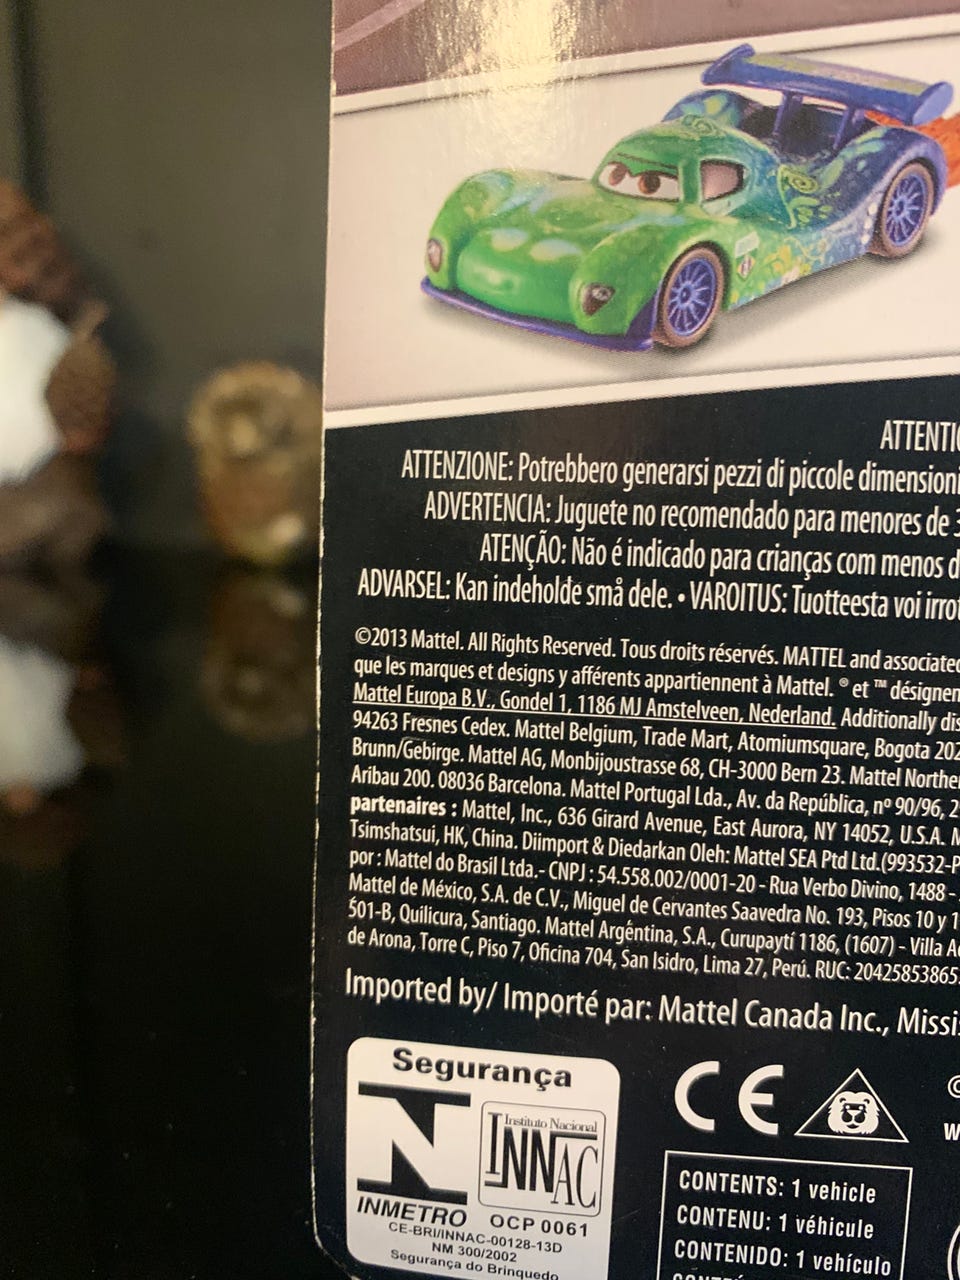 ATTENTIO
ATTENZIONE: Potrebbero generarsi pezzi di piccole dimensioni
ADVERTENCIA: Juguete no recomendado para menores de 3
ATENÇÃO: Não é indicado para crianças com menos d
ADVARSEL: Kan indeholde små dele. • VAROITUS: Tuotteesta voi irrot
©2013 Mattel. All Rights Reserved. Tous droits réservés. MATTEL and associated
que les marques et designs y afférents appartiennent à Mattel. ® et ™ désignen
Mattel Europa B.V., Gondel 1, 1186 MJ Amstelveen, Nederland. Additionally dis
94263 Fresnes Cedex. Mattel Belgium, Trade Mart, Atomiumsquare, Bogota 202
Brunn/Gebirge. Mattel AG, Monbijoustrasse 68, CH-3000 Bern 23. Mattel Northe
Aribau 200. 08036 Barcelona. Mattel Portugal Lda., Av. da República, nº 90/96, 2
partenaires : Mattel, Inc., 636 Girard Avenue, East Aurora, NY 14052, U.S.A. M
Tsimshatsui, HK, China. Diimport & Diedarkan Oleh: Mattel SEA Ptd Ltd.(993532-P
por : Mattel do Brasil Ltda.- CNPJ : 54.558.002/0001-20 - Rua Verbo Divino, 1488 -
Mattel de México, S.A. de C.V., Miguel de Cervantes Saavedra No. 193, Pisos 10 y 1
501-B, Quilicura, Santiago. Mattel Argéntina, S.A., Curupaytí 1186, (1607) - Villa Ad
de Arona, Torre C, Piso 7, Oficina 704, San Isidro, Lima 27, Perú. RUC: 20425853865
Imported by/ Importé par: Mattel Canada Inc., Missi
Segurança
Instituto Nacional
INNAC
INMETRO OCP 0061
CE-BRI/INNAC-00128-13D
NM 300/2002
Segurança do Brinquedo
CE
©
W
CONTENTS: 1 vehicle
CONTENU: 1 véhicule
CONTENIDO: 1 vehículo